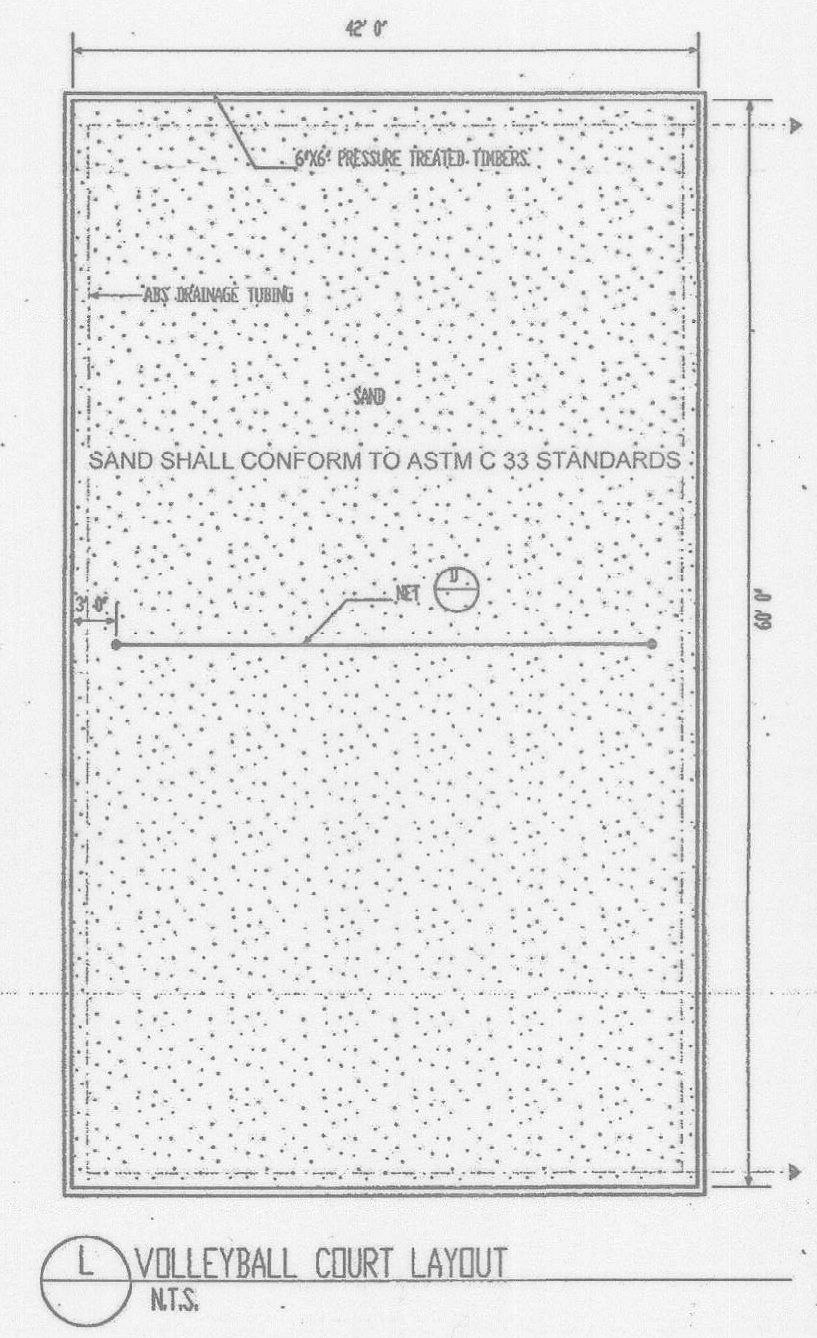 42' 0"
6"X6" PRESSURE TREATED TIMBERS.
ABS DRAINAGE TUBING
SAND
SAND SHALL CONFORM TO ASTM C 33 STANDARDS
NET
3' 0"
60' 0"
L VOLLEYBALL COURT LAYOUT
N.T.S.